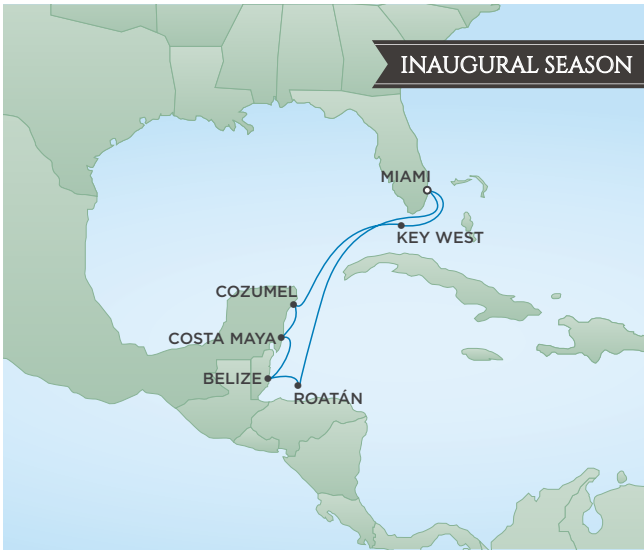 INAUGURAL SEASON
MIAMI
KEY WEST
COZUMEL
COSTA MAYA
BELIZE
ROATÁN